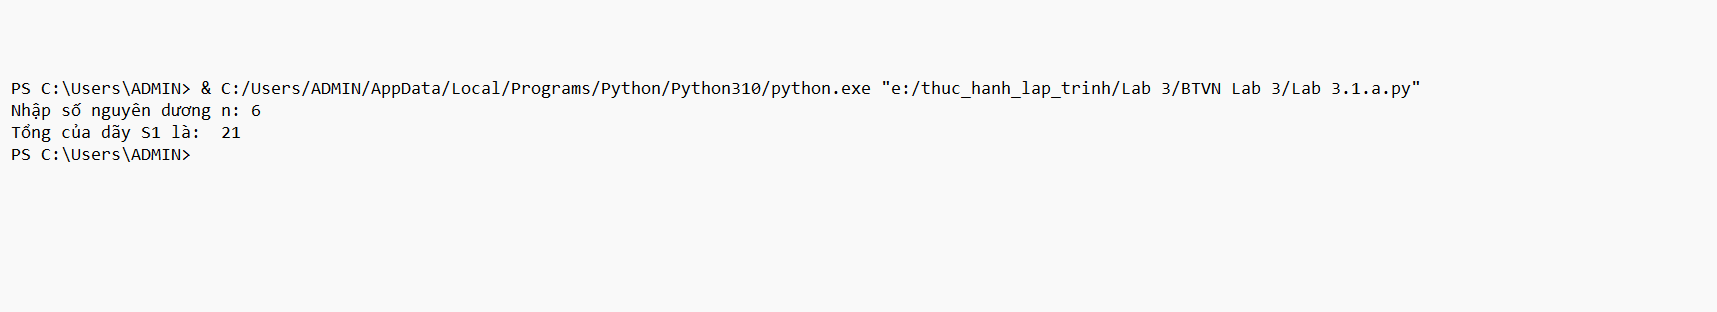 PS C:\Users\ADMIN> & C:/Users/ADMIN/AppData/Local/Programs/Python/Python310/python.exe "e:/thuc_hanh_lap_trinh/Lab 3/BTVN Lab 3/Lab 3.1.a.py"
Nhập số nguyên dương n: 6
Tổng của dãy S1 là:  21
PS C:\Users\ADMIN>